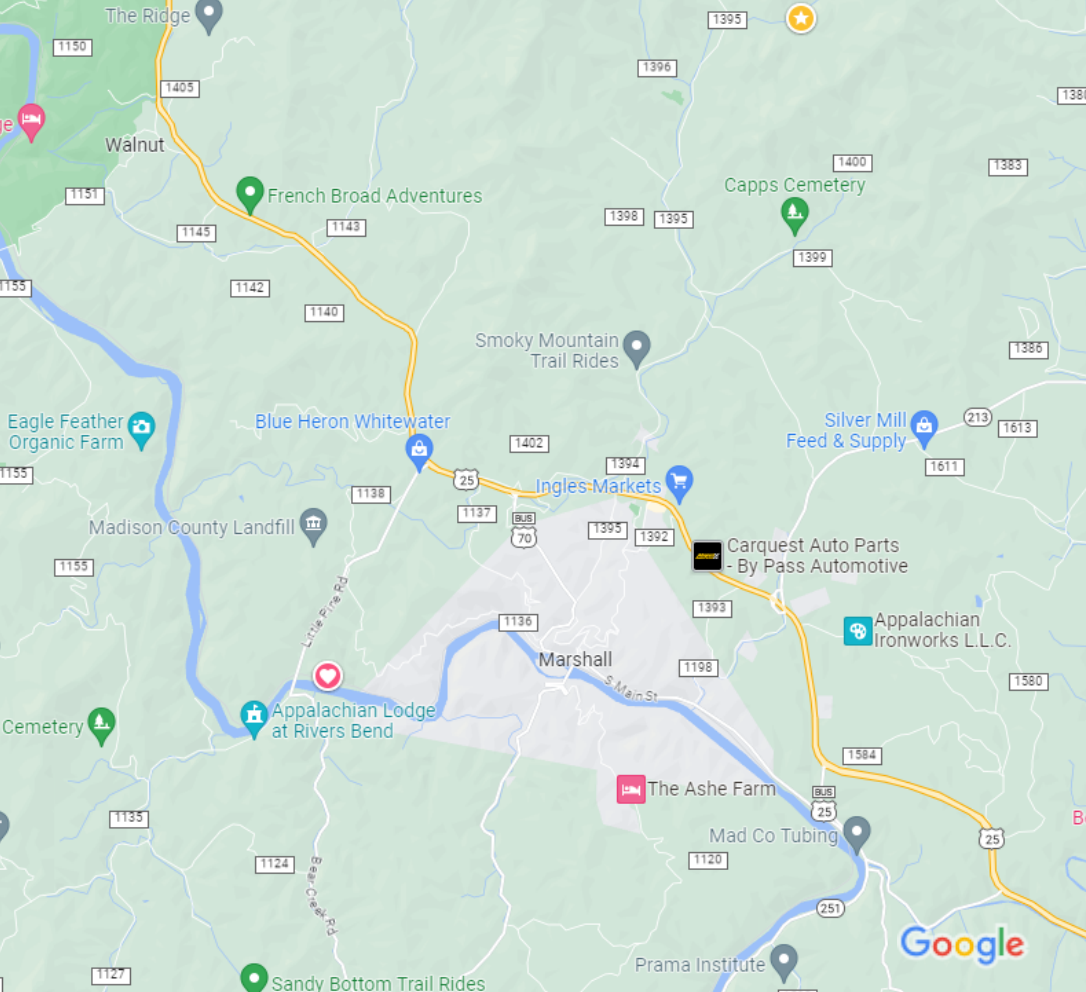 The Ridge
1395
1150
1396
1405
1380
ge
Walnut
1400
1383
1151
Capps Cemetery
French Broad Adventures
1145
1143
1398
1395
1399
1155
1142
1140
Smoky Mountain
Trail Rides
1386
Eagle Feather
Organic Farm
Blue Heron Whitewater
Silver Mill
Feed & Supply
213
1613
1402
1394
1611
1155
25
Ingles Markets
1138
1137
BUS
70
1395
1392
Madison County Landfill
Carquest Auto Parts
- By Pass Automotive
1155
Little Pine Rd
1393
1136
Appalachian
Ironworks L.L.C.
Marshall
1198
S Main St
1580
Appalachian Lodge
at Rivers Bend
Cemetery
1584
The Ashe Farm
BUS
25
1135
Mad Co Tubing
25
1124
1120
Bear Creek Rd
251
Google
Prama Institute
1127
Sandy Bottom Trail Rides